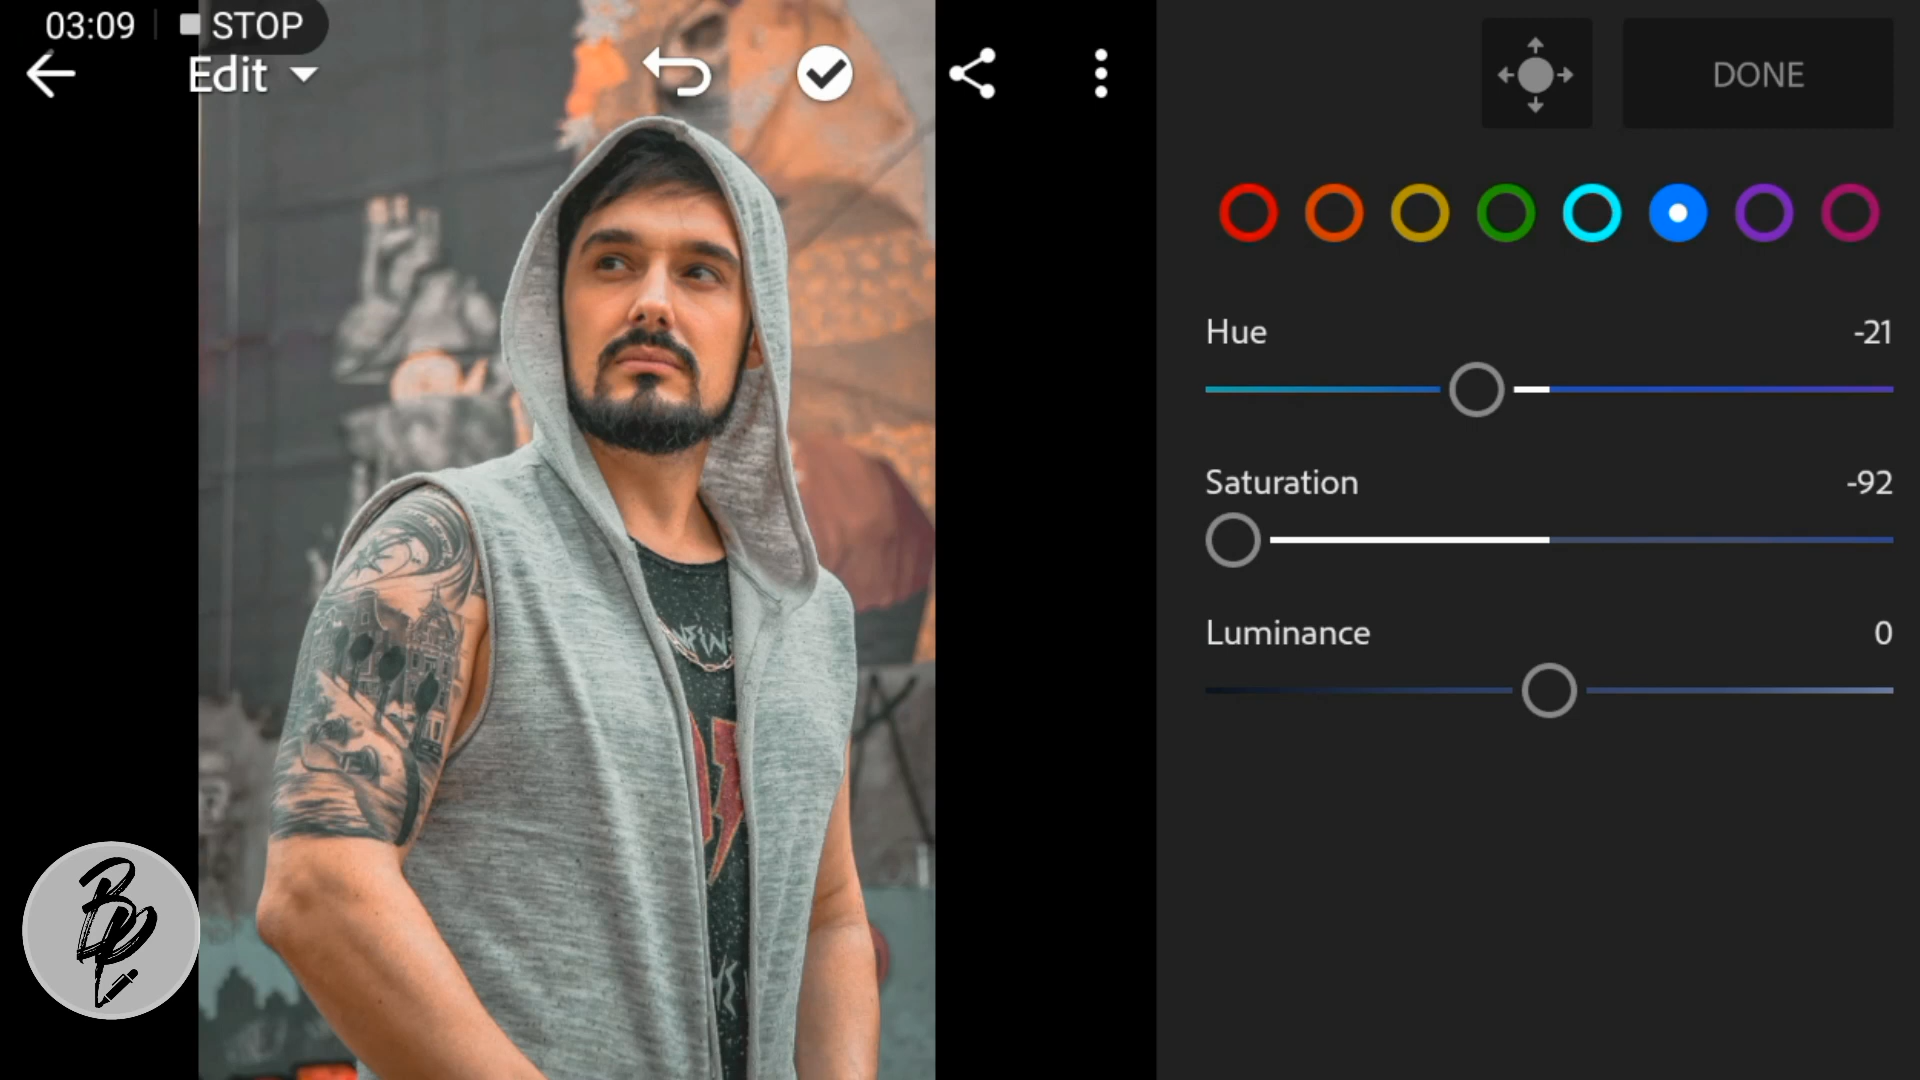 03:09 STOP
Edit
DONE
Hue -21
Saturation -92
Luminance 0